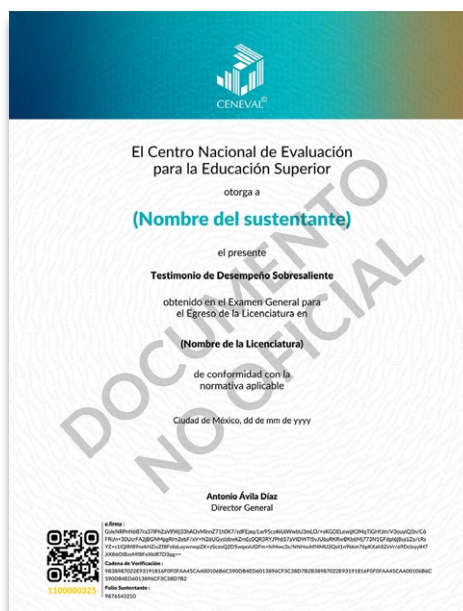 CENEVAL®
El Centro Nacional de Evaluación
para la Educación Superior
otorga a
(Nombre del sustentante)
el presente
Testimonio de Desempeño Sobresaliente
obtenido en el Examen General para
el Egreso de la Licenciatura en
(Nombre de la Licenciatura)
de conformidad con la
normativa aplicable
Ciudad de México, dd de mm de yyyy
DOCUMENTO
NO OFICIAL
Antonio Ávila Díaz
Director General
e.firma :
Cadena de Verificación :
Folio Sustentante :
9876543210
1100000325